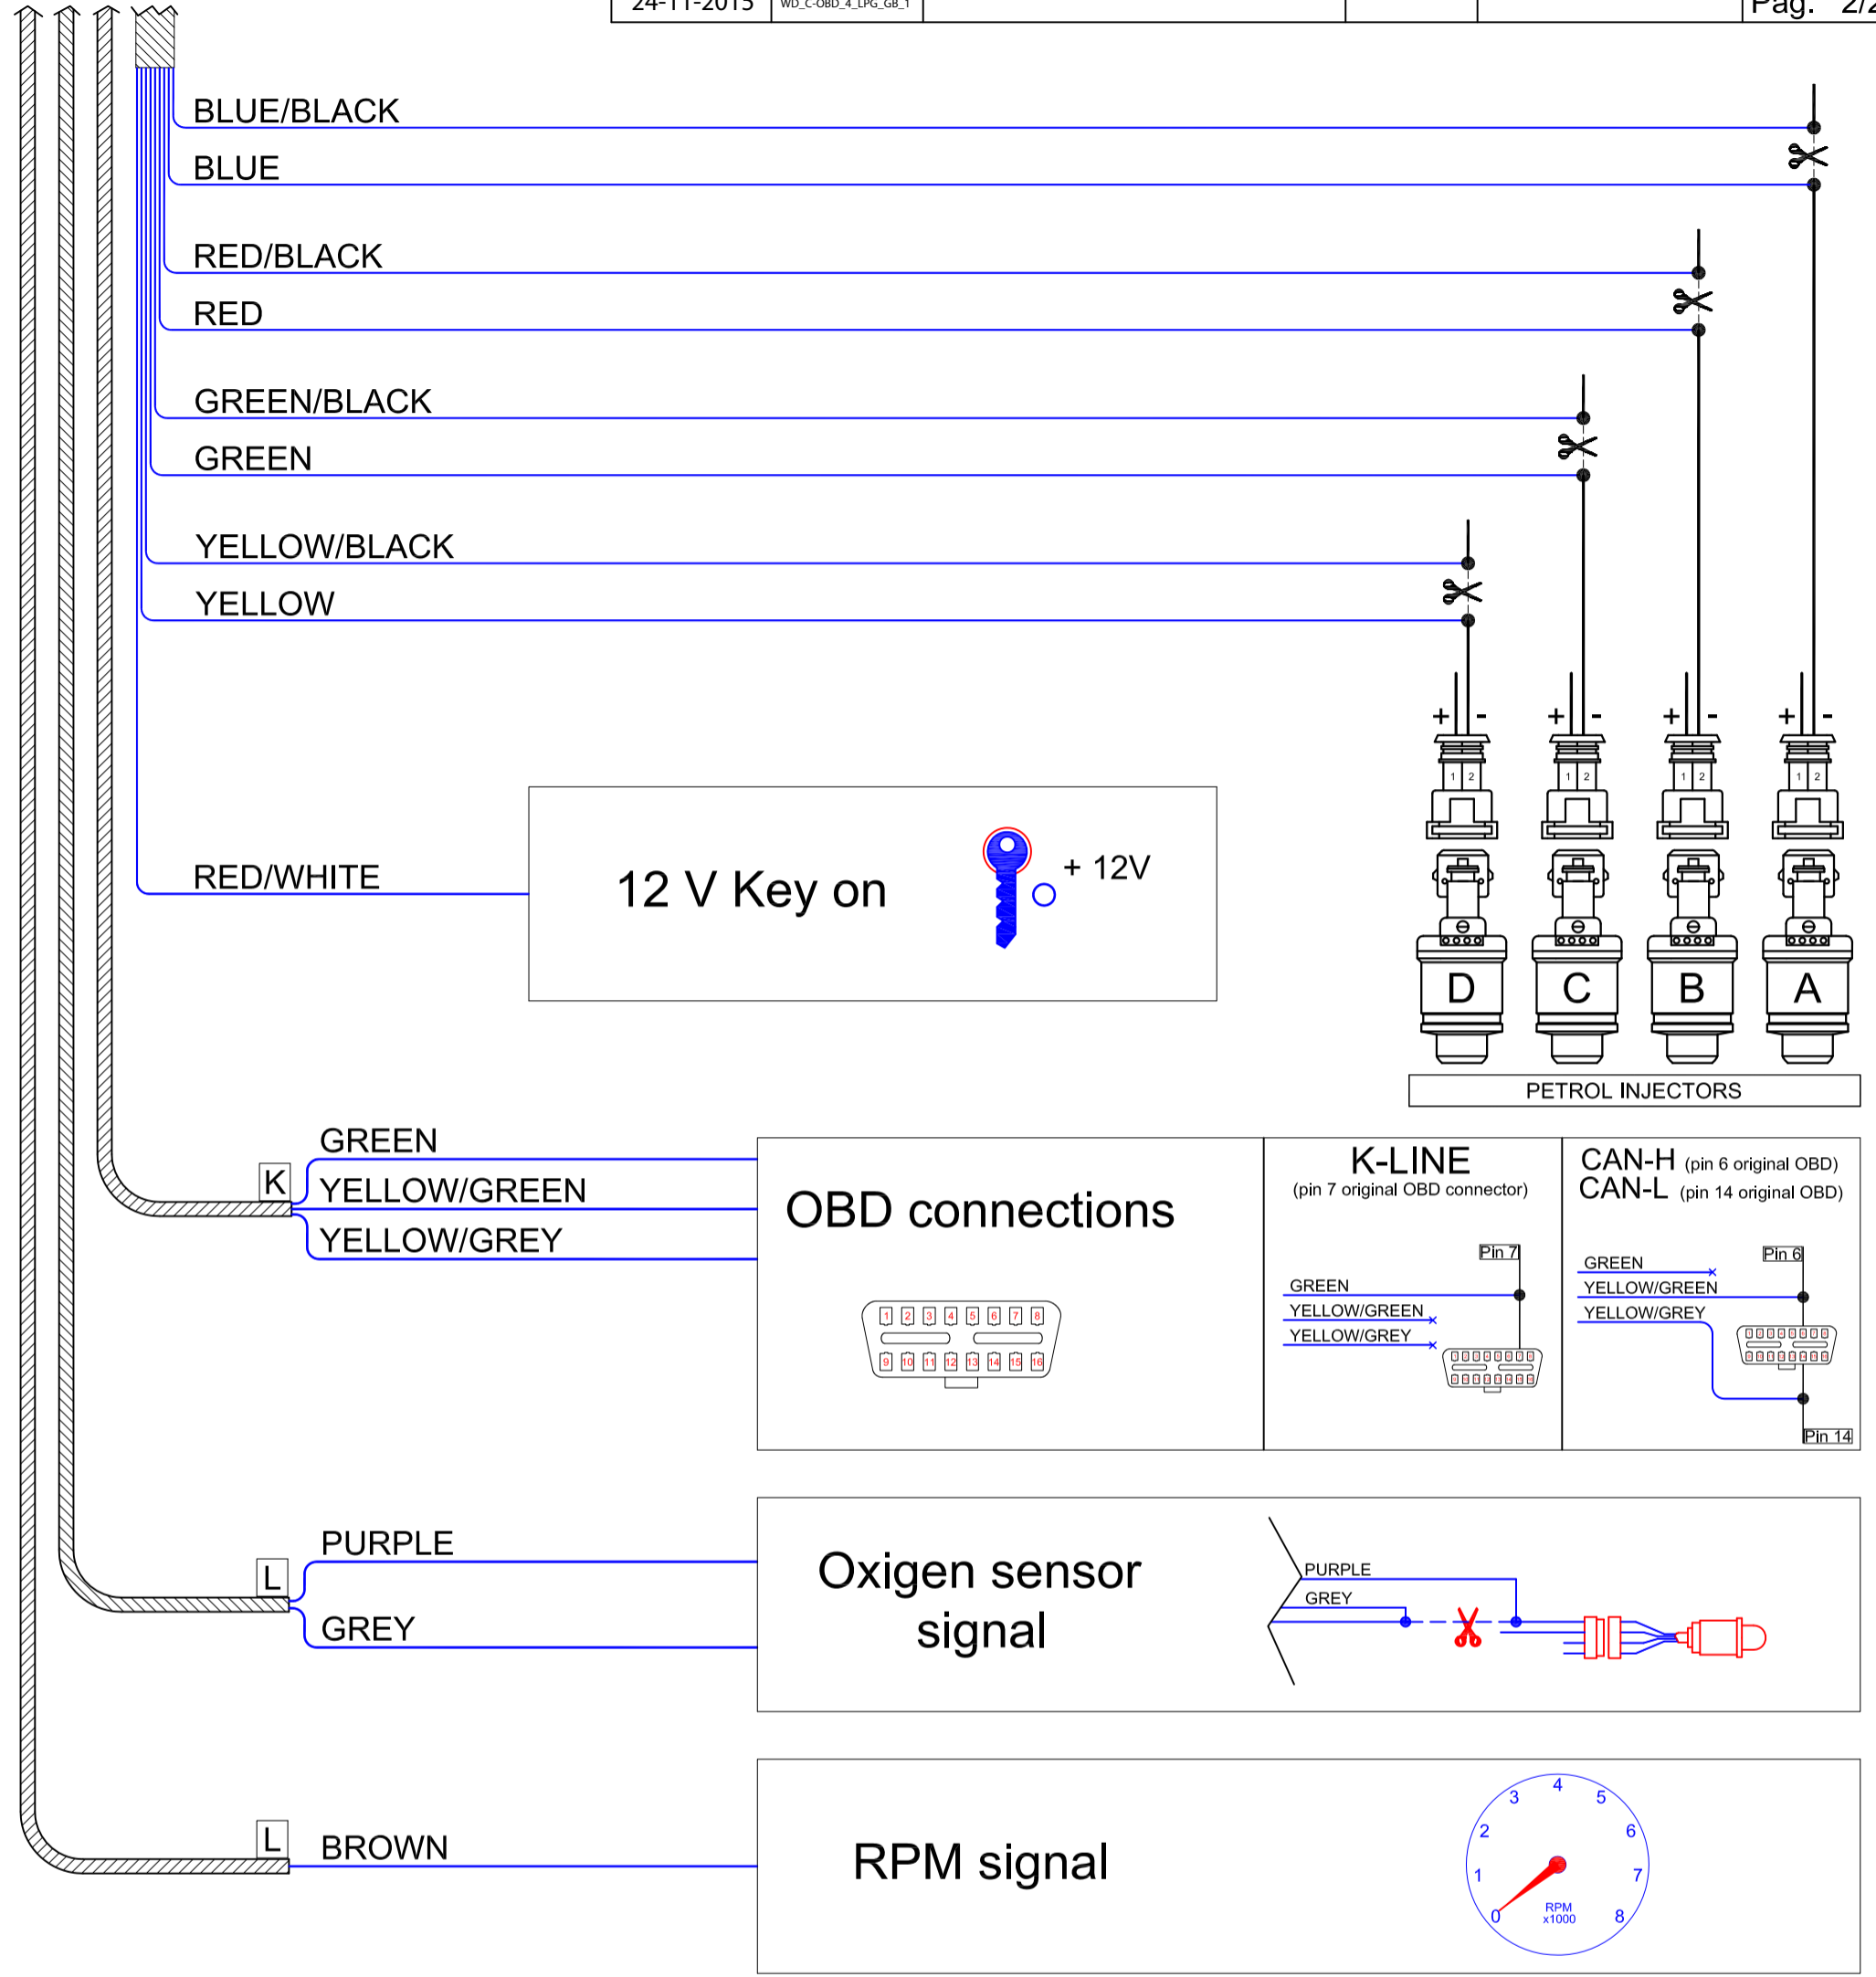 24-11-2015 WD_C-OBD_4_LPG_GB_1 Pag. 2/2
BLUE/BLACK
BLUE
RED/BLACK
RED
GREEN/BLACK
GREEN
YELLOW/BLACK
YELLOW
+ - + - + - + -
1 2 1 2 1 2 1 2
RED/WHITE
12 V Key on
+ 12V
D C B A
PETROL INJECTORS
K
GREEN
YELLOW/GREEN
YELLOW/GREY
OBD connections
1 2 3 4 5 6 7 8
9 10 11 12 13 14 15 16
K-LINE
(pin 7 original OBD connector)
Pin 7
GREEN
YELLOW/GREEN
YELLOW/GREY
CAN-H (pin 6 original OBD)
CAN-L (pin 14 original OBD)
Pin 6
GREEN
YELLOW/GREEN
YELLOW/GREY
Pin 14
L
PURPLE
GREY
Oxigen sensor
signal
PURPLE
GREY
L
BROWN
RPM signal
0 1 2 3 4 5 6 7 8
RPM
x1000